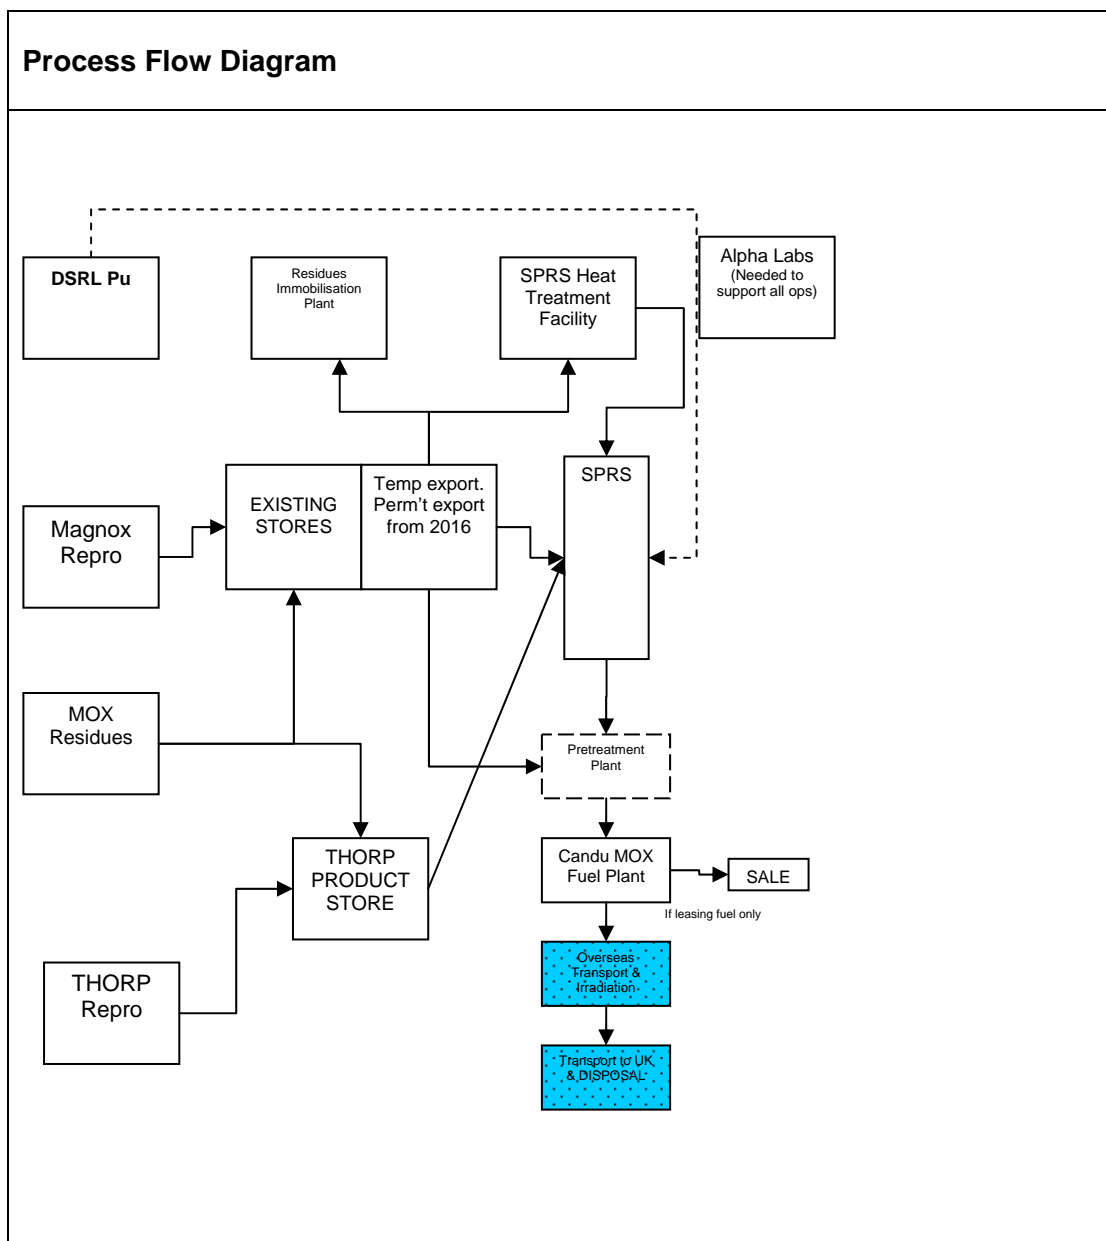 Process Flow Diagram
DSRL Pu
Residues
Immobilisation
Plant
SPRS Heat
Treatment
Facility
Alpha Labs
(Needed to
support all ops)
Magnox
Repro
EXISTING
STORES
Temp export.
Perm't export
from 2016
SPRS
MOX
Residues
Pretreatment
Plant
THORP
PRODUCT
STORE
Candu MOX
Fuel Plant
SALE
If leasing fuel only
THORP
Repro
Overseas
Transport &
Irradiation
Transport to UK
& DISPOSAL